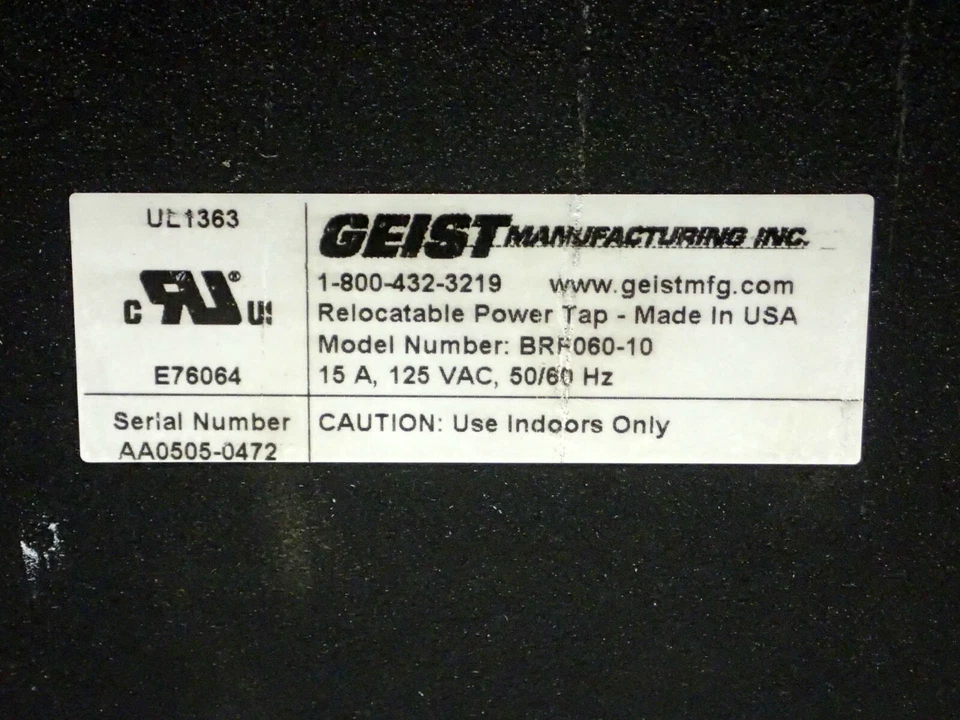 UL1363
E76064
Serial Number
AA0505-0472
GEIST MANUFACTURING INC.
1-800-432-3219 www.geistmfg.com
Relocatable Power Tap - Made In USA
Model Number: BRF060-10
15 A, 125 VAC, 50/60 Hz
CAUTION: Use Indoors Only